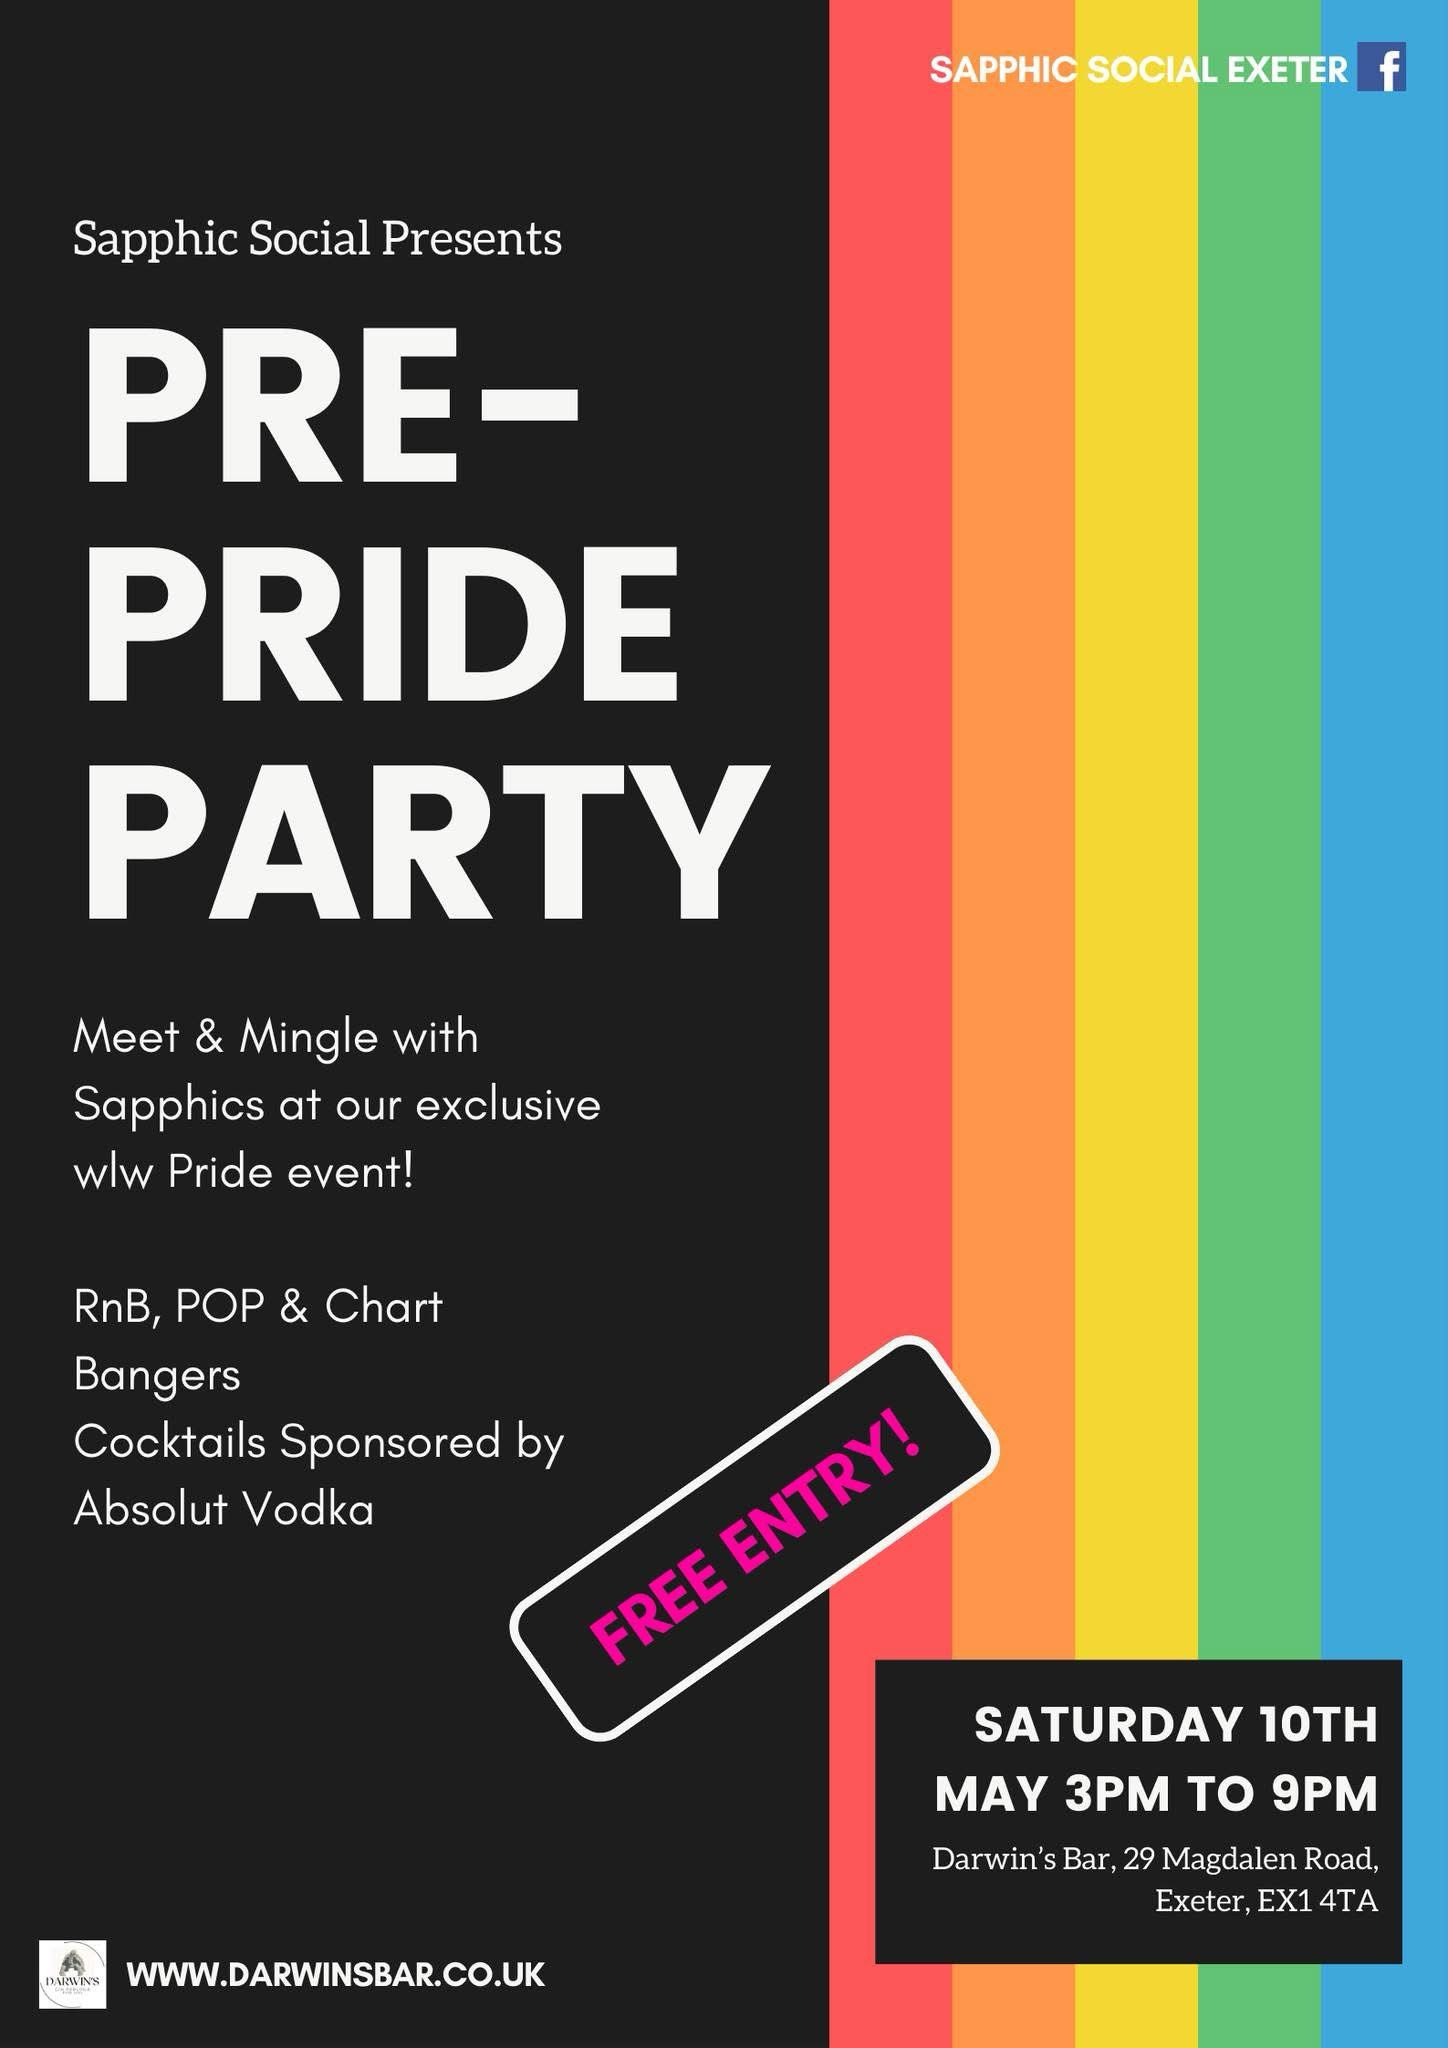 SAPPHIC SOCIAL EXETER
Sapphic Social Presents
PRE-
PRIDE
PARTY
Meet & Mingle with
Sapphics at our exclusive
wlw Pride event!
RnB, POP & Chart
Bangers
Cocktails Sponsored by
Absolut Vodka
FREE ENTRY!
SATURDAY 10TH
MAY 3PM TO 9PM
Darwin's Bar, 29 Magdalen Road,
Exeter, EX1 4TA
DARWIN'S
WWW.DARWINSBAR.CO.UK